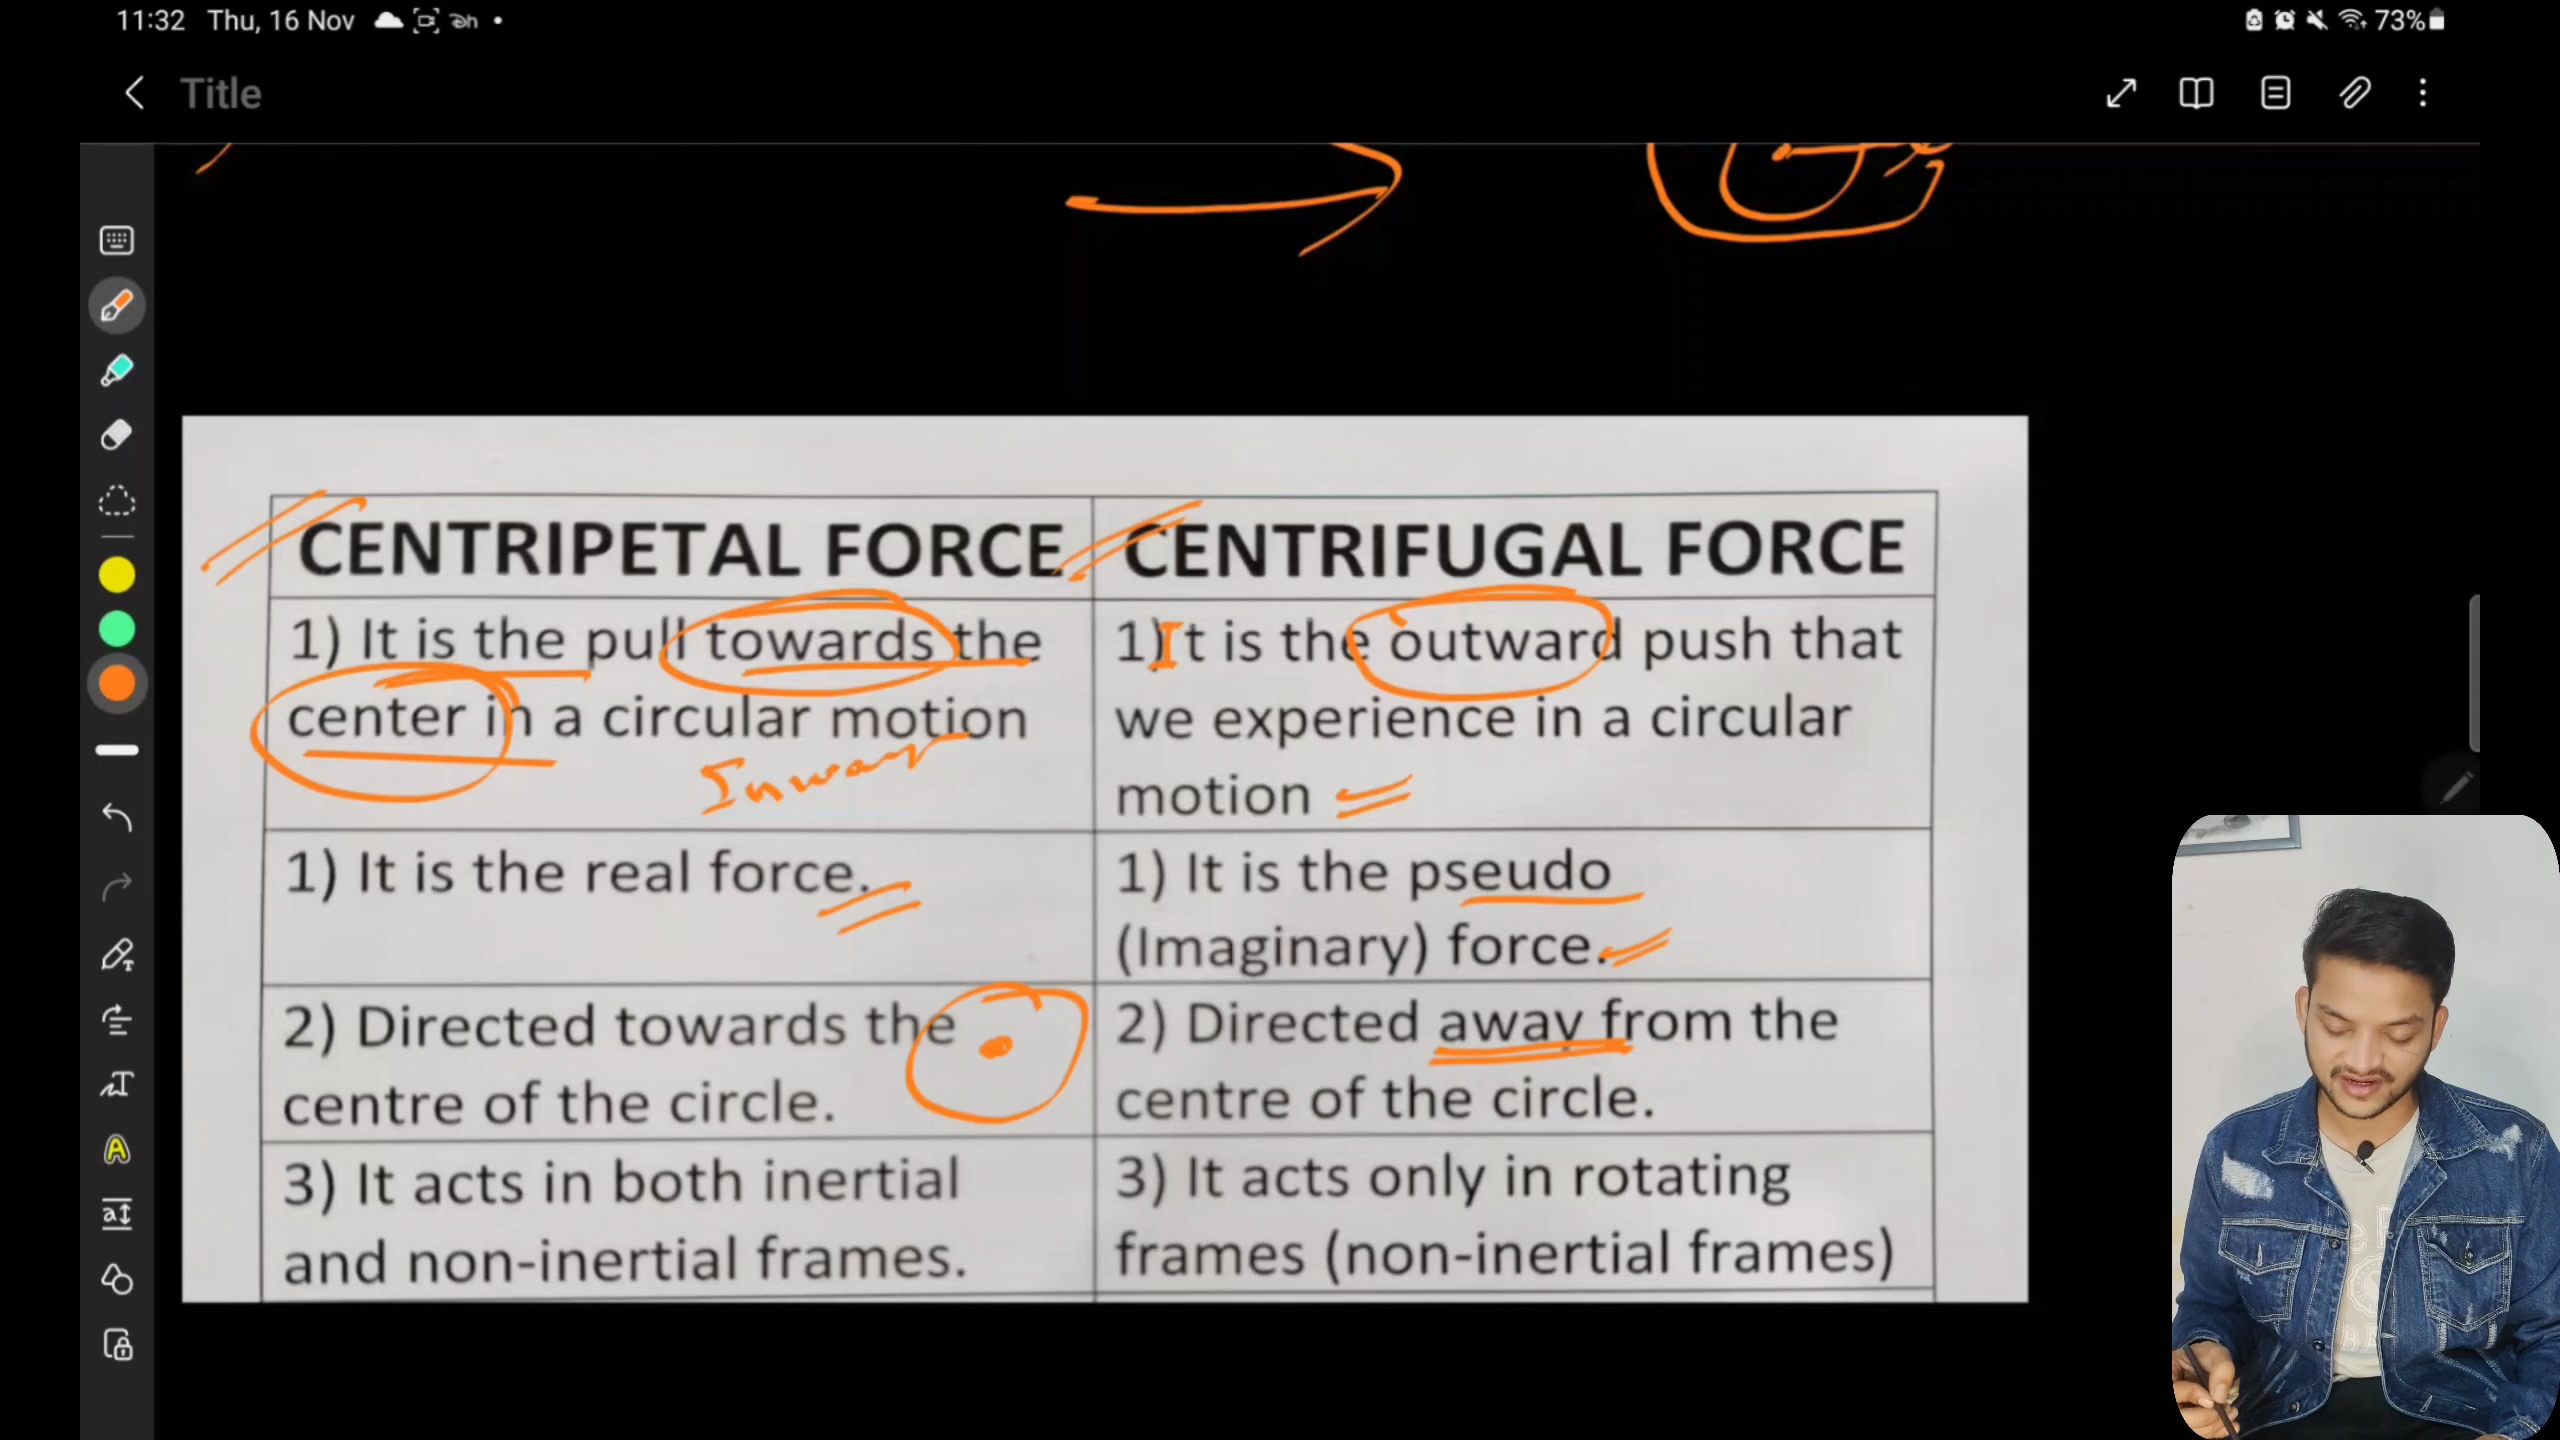 11:32 Thu, 16 Nov
73%
Title
CENTRIPETAL FORCE
1) It is the pull towards the
center in a circular motion
Inwar
1) It is the real force.
2) Directed towards the
centre of the circle.
3) It acts in both inertial
and non-inertial frames.
CENTRIFUGAL FORCE
1) It is the outward push that
we experience in a circular
motion
1) It is the pseudo
(Imaginary) force.
2) Directed away from the
centre of the circle.
3) It acts only in rotating
frames (non-inertial frames)